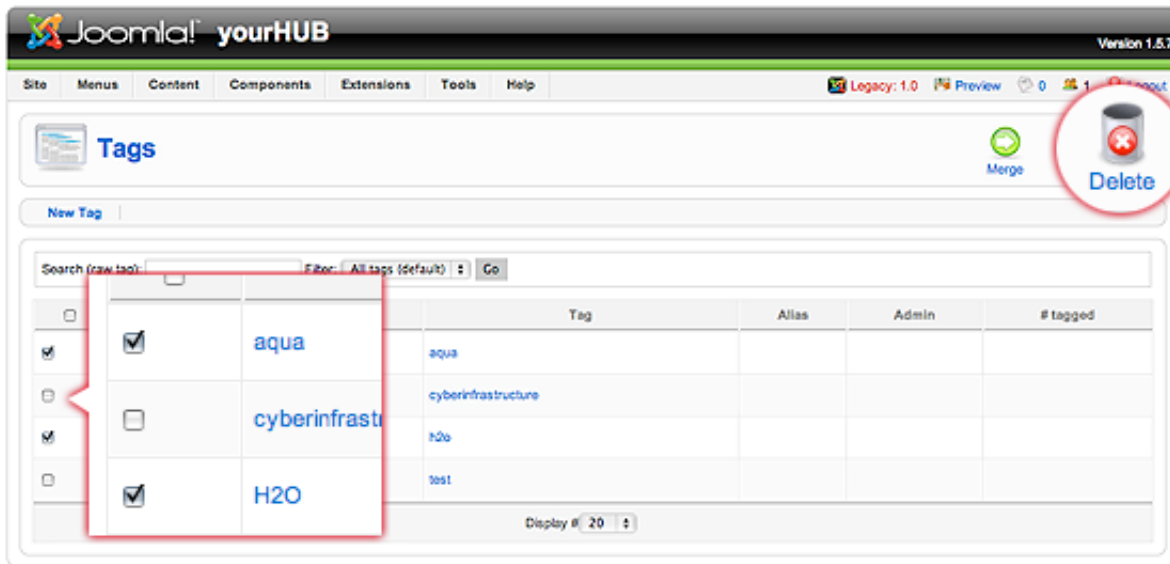 Joomla! yourHUB
Version 1.5.7
Site Menus Content Components Extensions Tools Help Legacy: 1.0 Preview 0 1 Logout
Tags
Merge
Delete
New Tag
Search (raw tag): Filter: All tags (default) Go
Tag Alias Admin # tagged
aqua aqua
cyberinfrastr cyberinfrastructure
H2O h2o
test
Display # 20